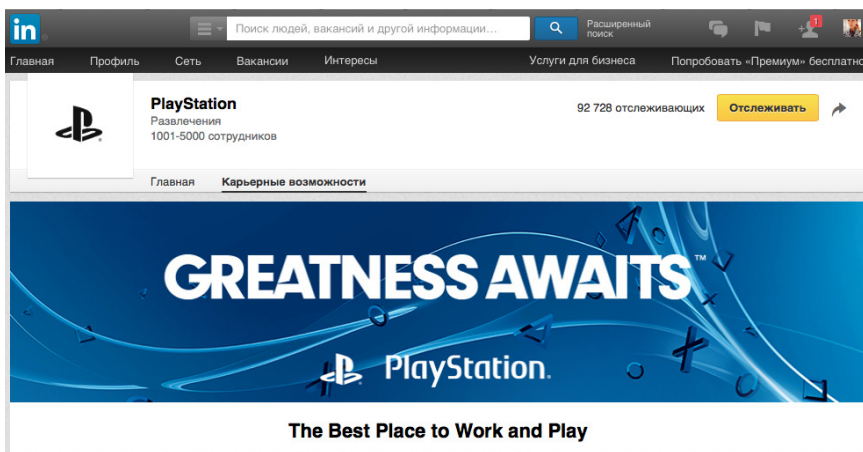 in
Поиск людей, вакансий и другой информации...
Расширенный
поиск
1
Главная Профиль Сеть Вакансии Интересы Услуги для бизнеса Попробовать «Премиум» бесплатно
PlayStation
Развлечения
1001-5000 сотрудников
92 728 отслеживающих Отслеживать
Главная Карьерные возможности
GREATNESS AWAITS™
PlayStation.
The Best Place to Work and Play